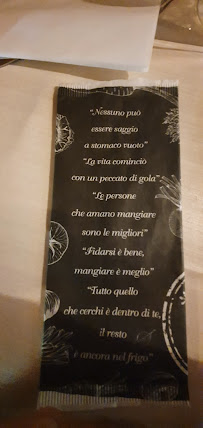 “Nessuno può
essere saggio
a stomaco vuoto”
“La vita cominciò
con un peccato di gola”
“Le persone
che amano mangiare
sono le migliori”
“Fidarsi è bene,
mangiare è meglio”
“Tutto quello
che cerchi è dentro di te,
il resto
è ancora nel frigo”